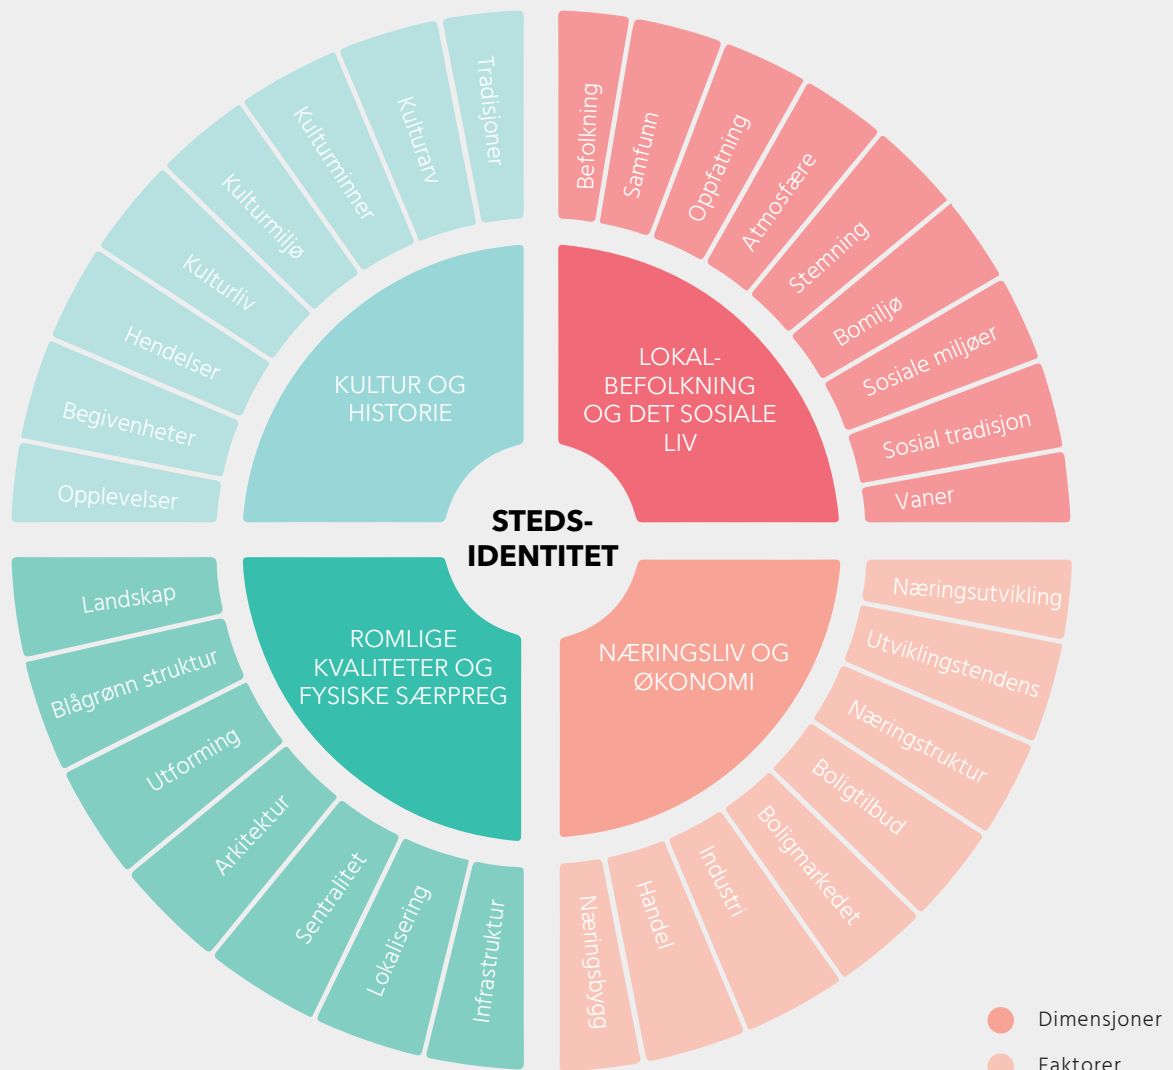 Tradisjoner
Kulturarv
Kulturminner
Kulturmiljø
Kulturliv
Hendelser
Begivenheter
Opplevelser
KULTUR OG
HISTORIE
Befolkning
Samfunn
Oppfatning
Atmosfære
Stemning
Bomiljø
Sosiale miljøer
Sosial tradisjon
Vaner
LOKAL-
BEFOLKNING
OG DET SOSIALE
LIV
STEDS-
IDENTITET
Landskap
Blågrønn struktur
Utforming
Arkitektur
Sentralitet
Lokalisering
Infrastruktur
ROMLIGE
KVALITETER OG
FYSISKE SÆRPREG
NÆRINGSLIV OG
ØKONOMI
Næringsutvikling
Utviklingstendens
Næringstruktur
Boligtilbud
Boligmarkedet
Industri
Handel
Næringsbygg
Dimensjoner
Faktorer